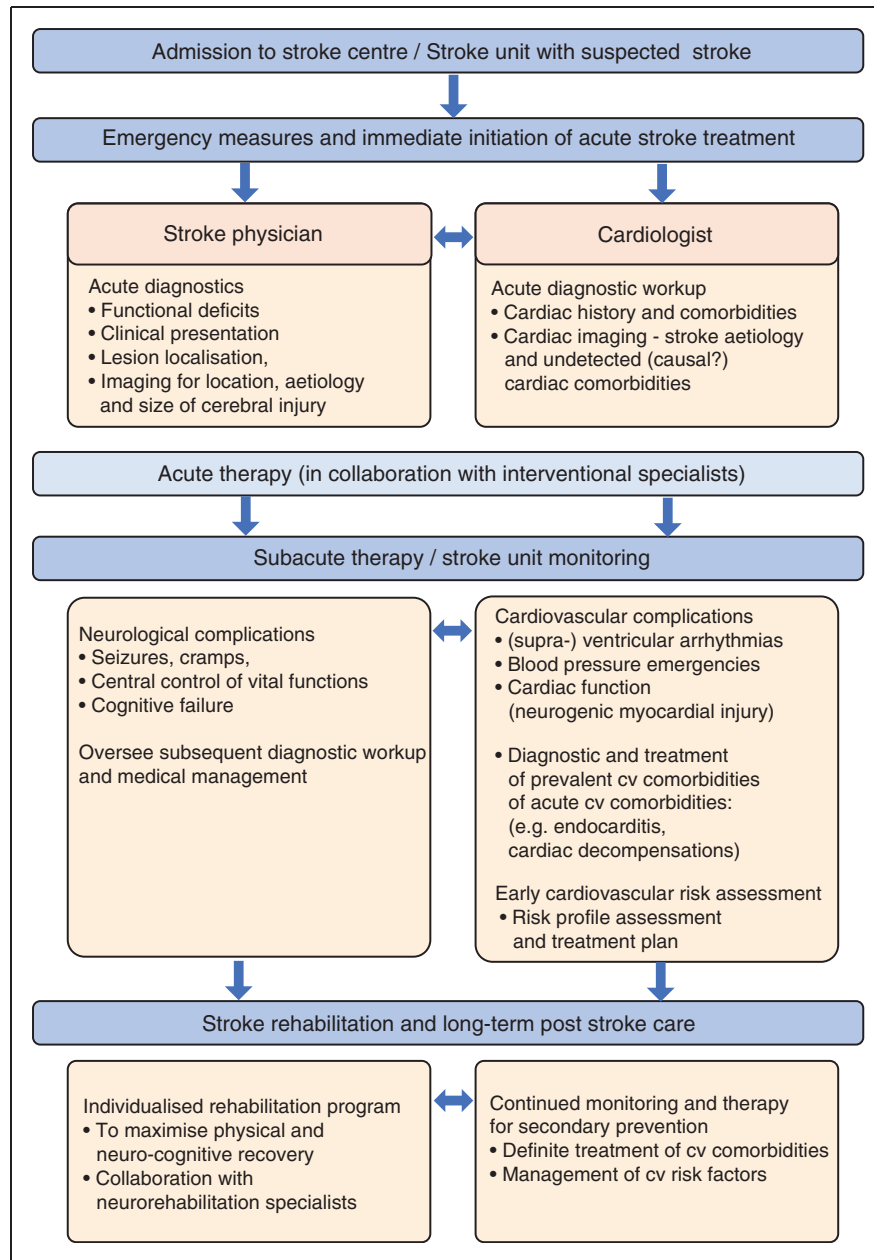 Admission to stroke centre / Stroke unit with suspected stroke
Emergency measures and immediate initiation of acute stroke treatment
Stroke physician
Acute diagnostics
• Functional deficits
• Clinical presentation
• Lesion localisation,
• Imaging for location, aetiology
and size of cerebral injury
Cardiologist
Acute diagnostic workup
• Cardiac history and comorbidities
• Cardiac imaging - stroke aetiology
and undetected (causal?)
cardiac comorbidities
Acute therapy (in collaboration with interventional specialists)
Subacute therapy / stroke unit monitoring
Neurological complications
• Seizures, cramps,
• Central control of vital functions
• Cognitive failure
Oversee subsequent diagnostic workup
and medical management
Cardiovascular complications
• (supra-) ventricular arrhythmias
• Blood pressure emergencies
• Cardiac function
(neurogenic myocardial injury)
• Diagnostic and treatment
of prevalent cv comorbidities
of acute cv comorbidities:
(e.g. endocarditis,
cardiac decompensations)
Early cardiovascular risk assessment
• Risk profile assessment
and treatment plan
Stroke rehabilitation and long-term post stroke care
Individualised rehabilitation program
• To maximise physical and
neuro-cognitive recovery
• Collaboration with
neurorehabilitation specialists
Continued monitoring and therapy
for secondary prevention
• Definite treatment of cv comorbidities
• Management of cv risk factors